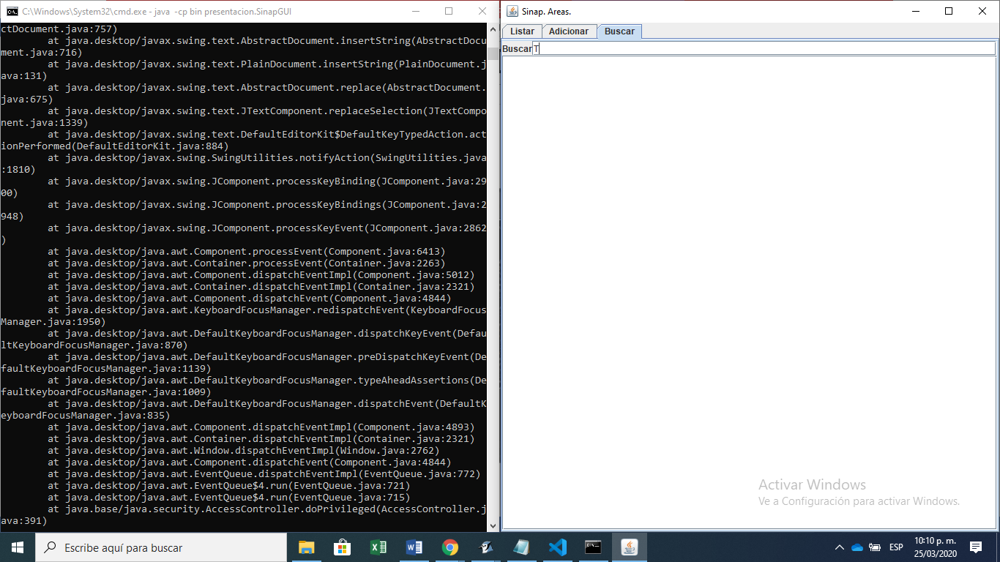 C:\Windows\System32\cmd.exe - java  -cp bin presentacion.SinapGUI
ctDocument.java:757)
        at java.desktop/javax.swing.text.AbstractDocument.insertString(AbstractDocu
ment.java:716)
        at java.desktop/javax.swing.text.PlainDocument.insertString(PlainDocument.j
ava:131)
        at java.desktop/javax.swing.text.AbstractDocument.replace(AbstractDocument.
java:675)
        at java.desktop/javax.swing.text.JTextComponent.replaceSelection(JTextCompo
nent.java:1339)
        at java.desktop/javax.swing.text.DefaultEditorKit$DefaultKeyTypedAction.act
ionPerformed(DefaultEditorKit.java:884)
        at java.desktop/javax.swing.SwingUtilities.notifyAction(SwingUtilities.java
:1810)
        at java.desktop/javax.swing.JComponent.processKeyBinding(JComponent.java:29
00)
        at java.desktop/javax.swing.JComponent.processKeyBindings(JComponent.java:2
948)
        at java.desktop/javax.swing.JComponent.processKeyEvent(JComponent.java:2862
)
        at java.desktop/java.awt.Component.processEvent(Component.java:6413)
        at java.desktop/java.awt.Container.processEvent(Container.java:2263)
        at java.desktop/java.awt.Component.dispatchEventImpl(Component.java:5012)
        at java.desktop/java.awt.Container.dispatchEventImpl(Container.java:2321)
        at java.desktop/java.awt.Component.dispatchEvent(Component.java:4844)
        at java.desktop/java.awt.KeyboardFocusManager.redispatchEvent(KeyboardFocus
Manager.java:1950)
        at java.desktop/java.awt.DefaultKeyboardFocusManager.dispatchKeyEvent(Defau
ltKeyboardFocusManager.java:870)
        at java.desktop/java.awt.DefaultKeyboardFocusManager.preDispatchKeyEvent(De
faultKeyboardFocusManager.java:1139)
        at java.desktop/java.awt.DefaultKeyboardFocusManager.typeAheadAssertions(De
faultKeyboardFocusManager.java:1009)
        at java.desktop/java.awt.DefaultKeyboardFocusManager.dispatchEvent(DefaultK
eyboardFocusManager.java:835)
        at java.desktop/java.awt.Component.dispatchEventImpl(Component.java:4893)
        at java.desktop/java.awt.Container.dispatchEventImpl(Container.java:2321)
        at java.desktop/java.awt.Window.dispatchEventImpl(Window.java:2762)
        at java.desktop/java.awt.Component.dispatchEvent(Component.java:4844)
        at java.desktop/java.awt.EventQueue.dispatchEventImpl(EventQueue.java:772)
        at java.desktop/java.awt.EventQueue$4.run(EventQueue.java:721)
        at java.desktop/java.awt.EventQueue$4.run(EventQueue.java:715)
        at java.base/java.security.AccessController.doPrivileged(AccessController.j
ava:391)
Sinap. Areas.
Listar Adicionar Buscar
Buscar T
Activar Windows
Ve a Configuración para activar Windows.
Escribe aquí para buscar
ESP
10:10 p. m.
25/03/2020